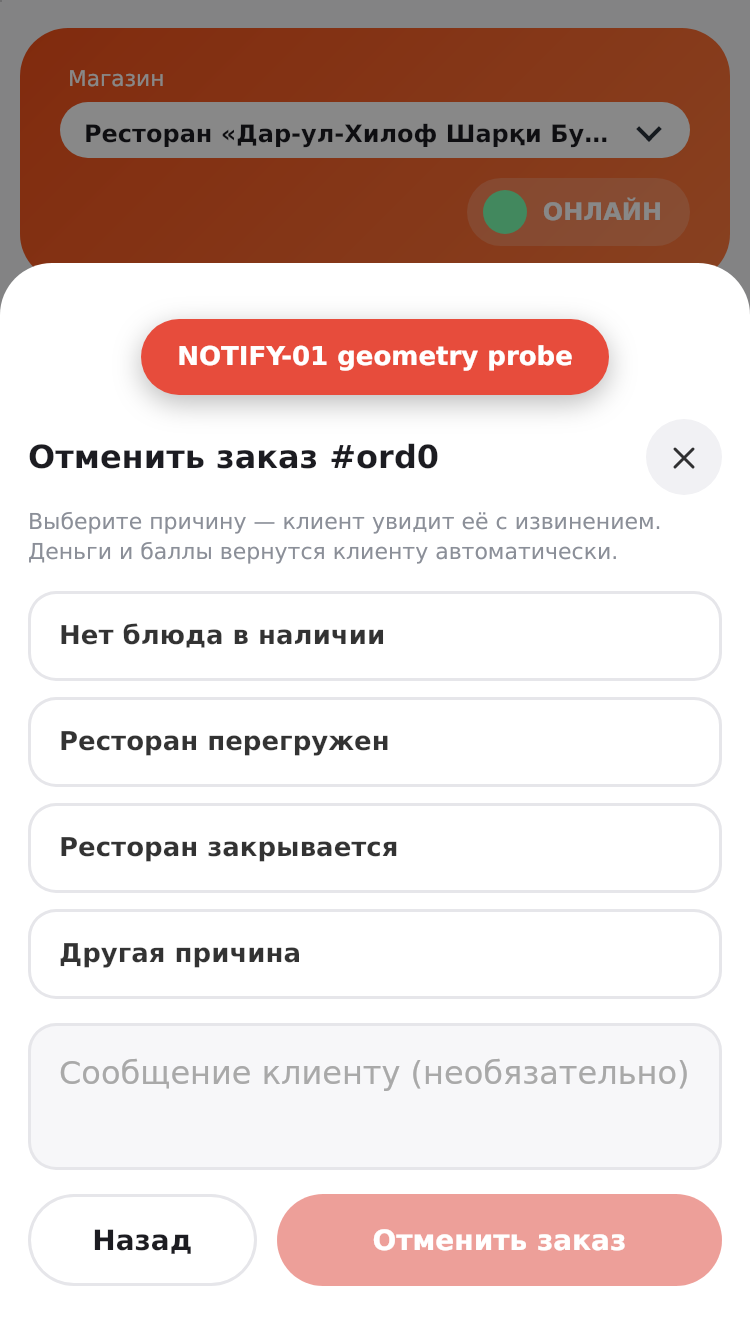 Магазин
Ресторан «Дар-ул-Хилоф Шарқи Бу...
ОНЛАЙН
NOTIFY-01 geometry probe
Отменить заказ #ord0
Выберите причину — клиент увидит её с извинением.
Деньги и баллы вернутся клиенту автоматически.
Нет блюда в наличии
Ресторан перегружен
Ресторан закрывается
Другая причина
Сообщение клиенту (необязательно)
Назад
Отменить заказ